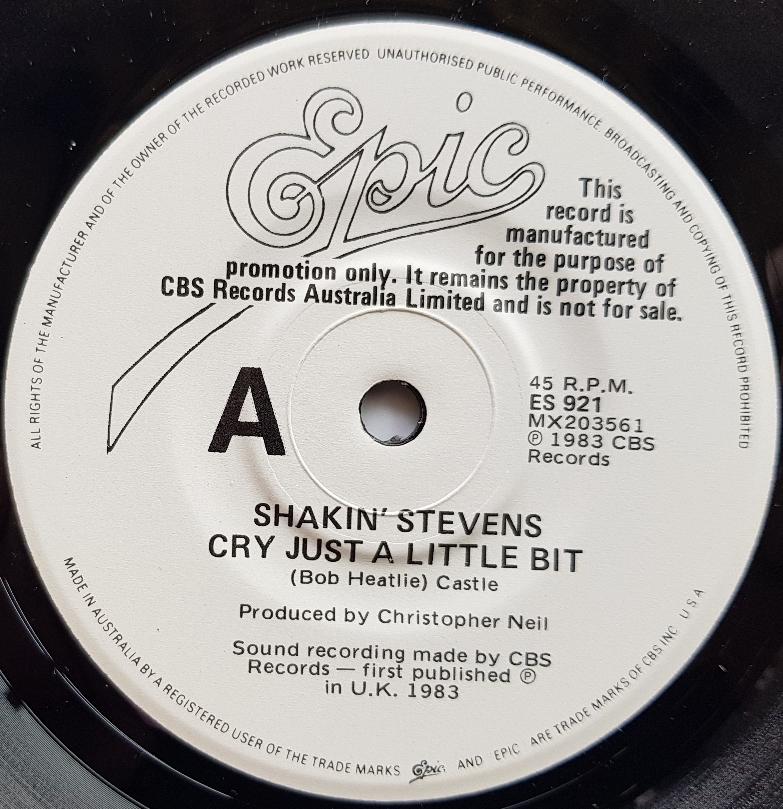 ALL RIGHTS OF THE MANUFACTURER AND OF THE OWNER OF THE RECORDED WORK RESERVED UNAUTHORISED PUBLIC PERFORMANCE BROADCASTING AND COPYING OF THIS RECORD PROHIBITED
Epic
This
record is
manufactured
for the purpose of
promotion only. It remains the property of
CBS Records Australia Limited and is not for sale.
A
45 R.P.M.
ES 921
MX203561
℗ 1983 CBS
Records
SHAKIN' STEVENS
CRY JUST A LITTLE BIT
(Bob Heatlie) Castle
Produced by Christopher Neil
Sound recording made by CBS
Records — first published ℗
in U.K. 1983
MADE IN AUSTRALIA BY A REGISTERED USER OF THE TRADE MARKS Epic AND EPIC ARE TRADE MARKS OF CBS INC USA